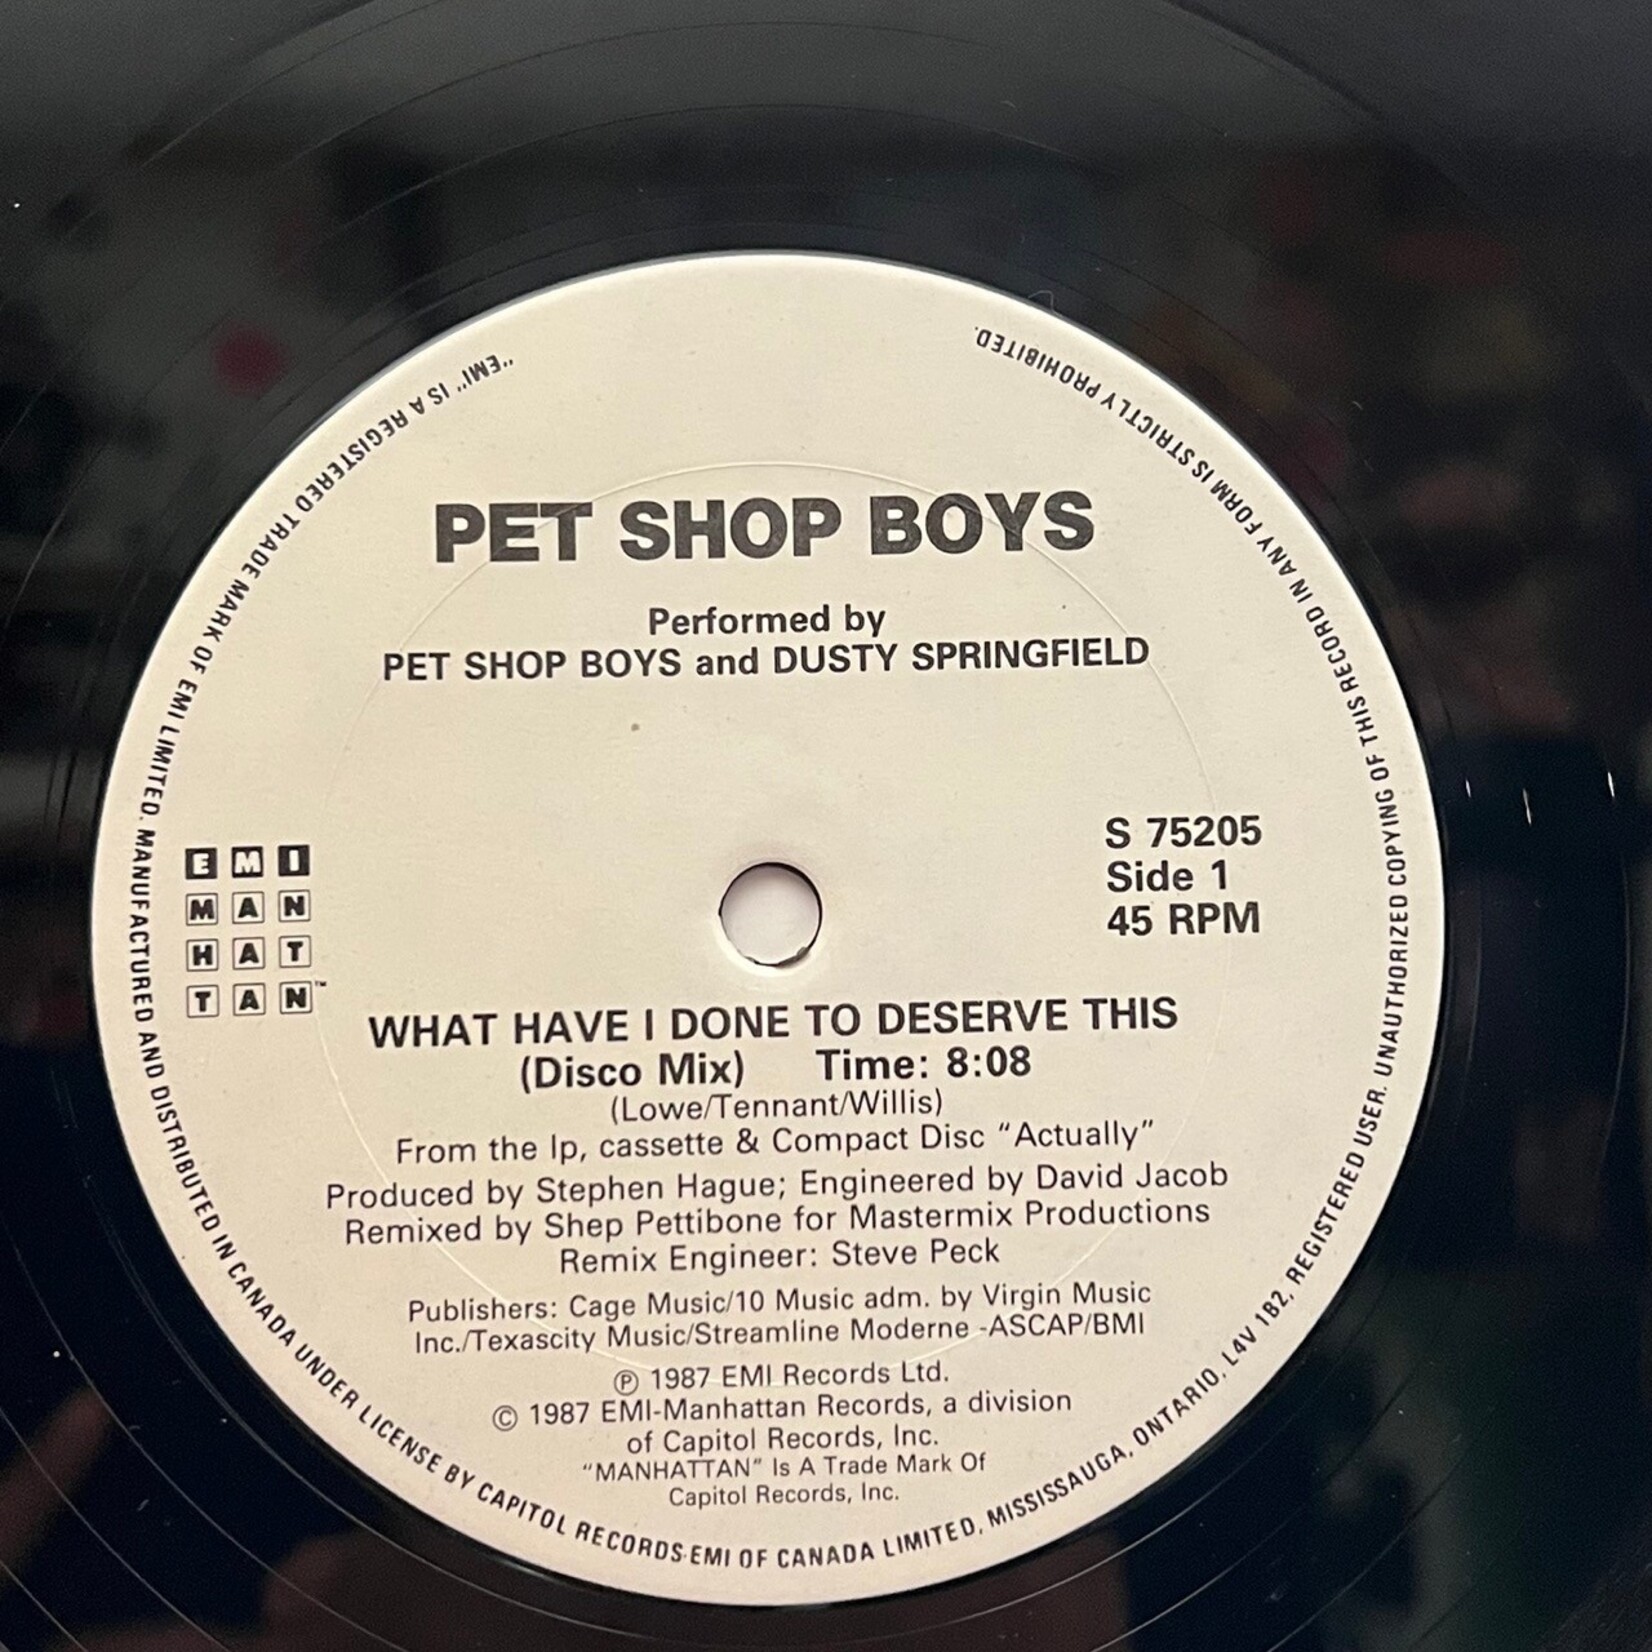 PET SHOP BOYS
Performed by
PET SHOP BOYS and DUSTY SPRINGFIELD
S 75205
Side 1
45 RPM
EMI
MAN
HAT
TAN™
WHAT HAVE I DONE TO DESERVE THIS
(Disco Mix) Time: 8:08
(Lowe/Tennant/Willis)
From the lp, cassette & Compact Disc "Actually"
Produced by Stephen Hague; Engineered by David Jacob
Remixed by Shep Pettibone for Mastermix Productions
Remix Engineer: Steve Peck
Publishers: Cage Music/10 Music adm. by Virgin Music
Inc./Texascity Music/Streamline Moderne -ASCAP/BMI
℗ 1987 EMI Records Ltd.
© 1987 EMI-Manhattan Records, a division
of Capitol Records, Inc.
"MANHATTAN" Is A Trade Mark Of
Capitol Records, Inc.
"EMI" IS A REGISTERED TRADE MARK OF EMI LIMITED. MANUFACTURED AND DISTRIBUTED IN CANADA UNDER LICENSE BY CAPITOL RECORDS-EMI OF CANADA LIMITED, MISSISSAUGA, ONTARIO, L4V 1B2, REGISTERED USER. UNAUTHORIZED COPYING OF THIS RECORD IN ANY FORM IS STRICTLY PROHIBITED.